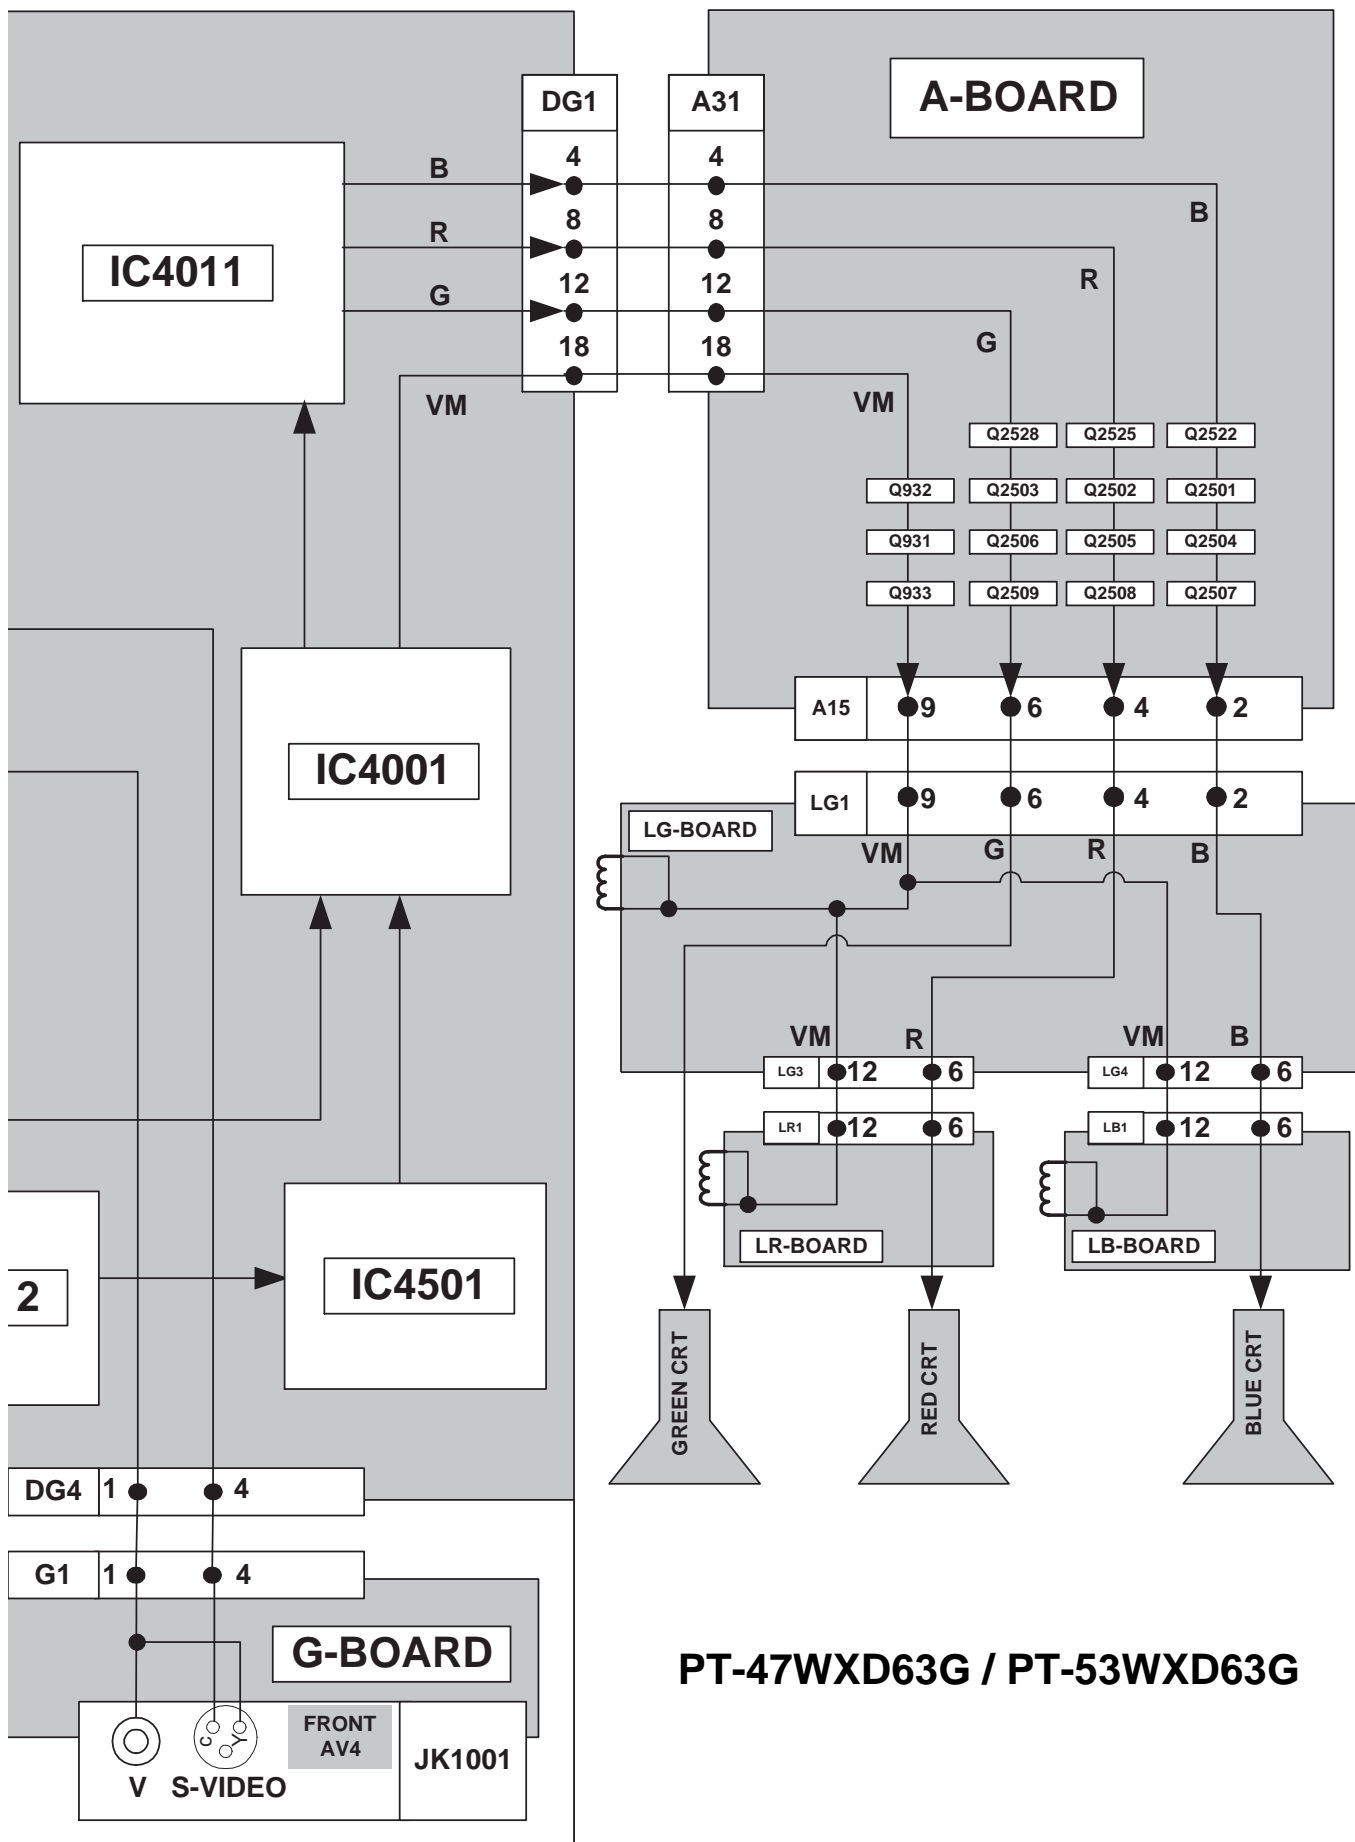 DG1
A31
A-BOARD
4
4
B
B
8
8
R
R
IC4011
12
12
G
G
18
18
VM
VM
Q2528
Q2525
Q2522
Q932
Q2503
Q2502
Q2501
Q931
Q2506
Q2505
Q2504
Q933
Q2509
Q2508
Q2507
A15
9
6
4
2
IC4001
LG1
9
6
4
2
LG-BOARD
VM
G
R
B
VM
R
VM
B
LG3
12
6
LG4
12
6
LR1
12
6
LB1
12
6
LR-BOARD
LB-BOARD
2
IC4501
GREEN CRT
RED CRT
BLUE CRT
DG4
1
4
G1
1
4
G-BOARD
PT-47WXD63G / PT-53WXD63G
FRONT
AV4
C
Y
JK1001
V
S-VIDEO